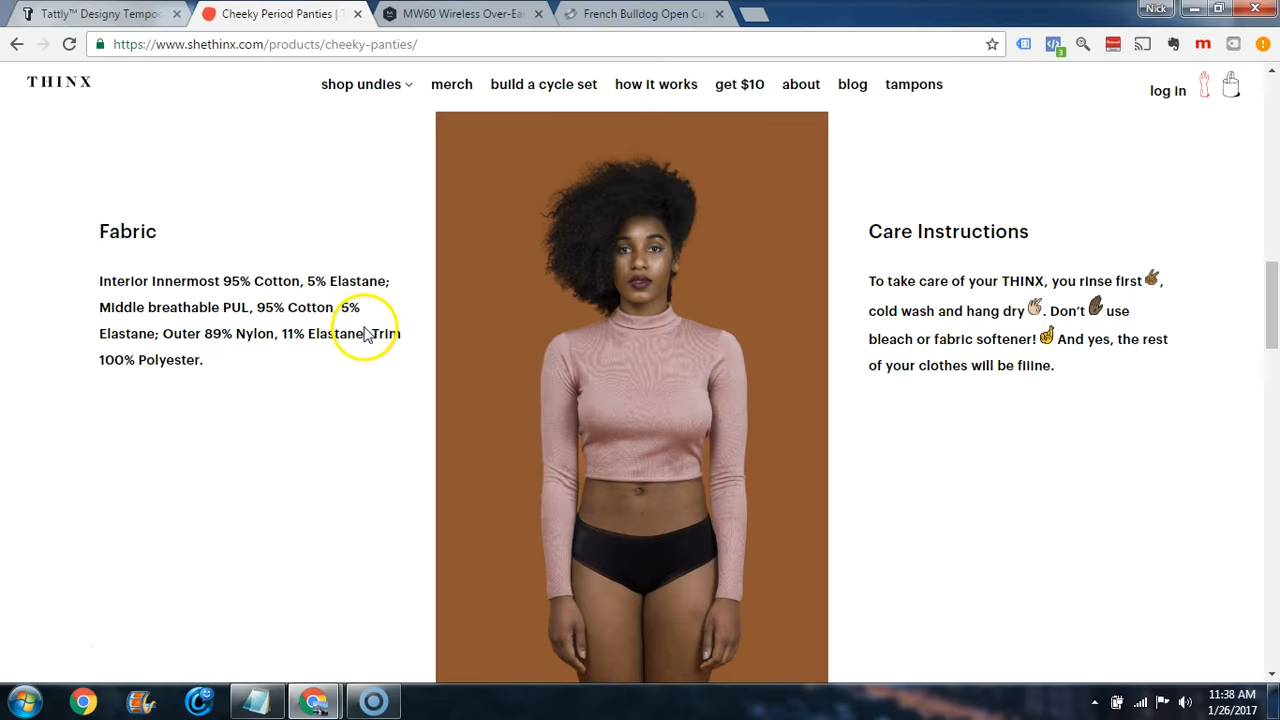 Tattly™ Designy Tempo
Cheeky Period Panties | T
MW60 Wireless Over-Ea
French Bulldog Open Cu
Nick
https://www.shethinx.com/products/cheeky-panties/
3
m
THINX
shop undies
merch
build a cycle set
how it works
get $10
about
blog
tampons
log in
Fabric
Interior Innermost 95% Cotton, 5% Elastane;
Middle breathable PUL, 95% Cotton, 5%
Elastane; Outer 89% Nylon, 11% Elastane, Trim
100% Polyester.
Care Instructions
To take care of your THINX, you rinse first ✌🏾,
cold wash and hang dry 👌🏼. Don't ✋🏿 use
bleach or fabric softener! ☝ And yes, the rest
of your clothes will be fiiine.
11:38 AM
1/26/2017